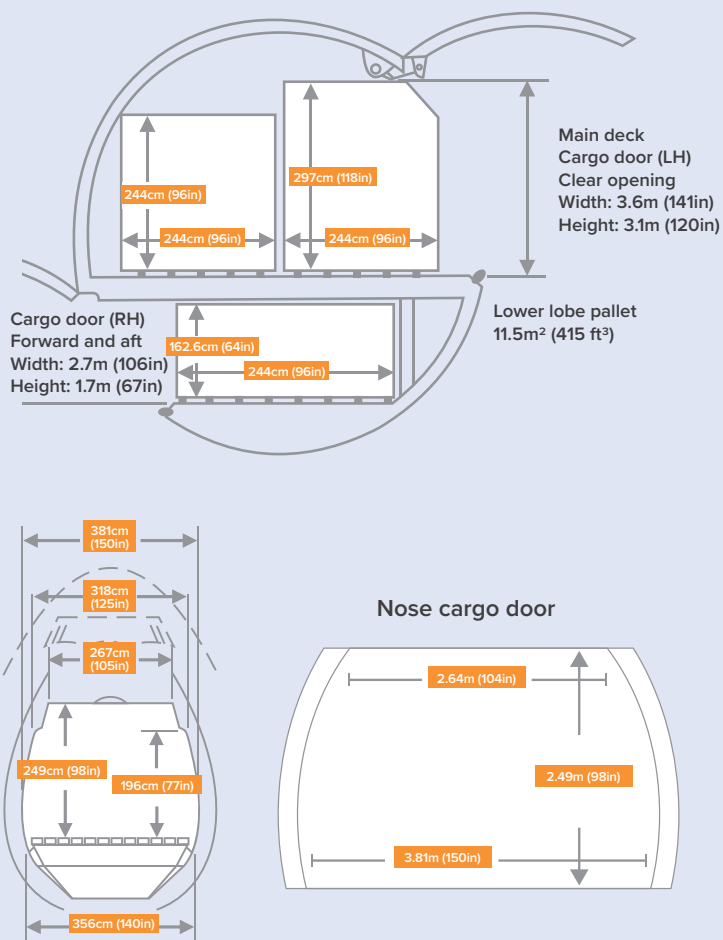 244cm (96in)
297cm (118in)
244cm (96in)
244cm (96in)
Main deck
Cargo door (LH)
Clear opening
Width: 3.6m (141in)
Height: 3.1m (120in)
Cargo door (RH)
Forward and aft
Width: 2.7m (106in)
Height: 1.7m (67in)
162.6cm (64in)
244cm (96in)
Lower lobe pallet
11.5m² (415 ft³)
381cm
(150in)
318cm
(125in)
267cm
(105in)
249cm (98in)
196cm (77in)
356cm (140in)
Nose cargo door
2.64m (104in)
2.49m (98in)
3.81m (150in)